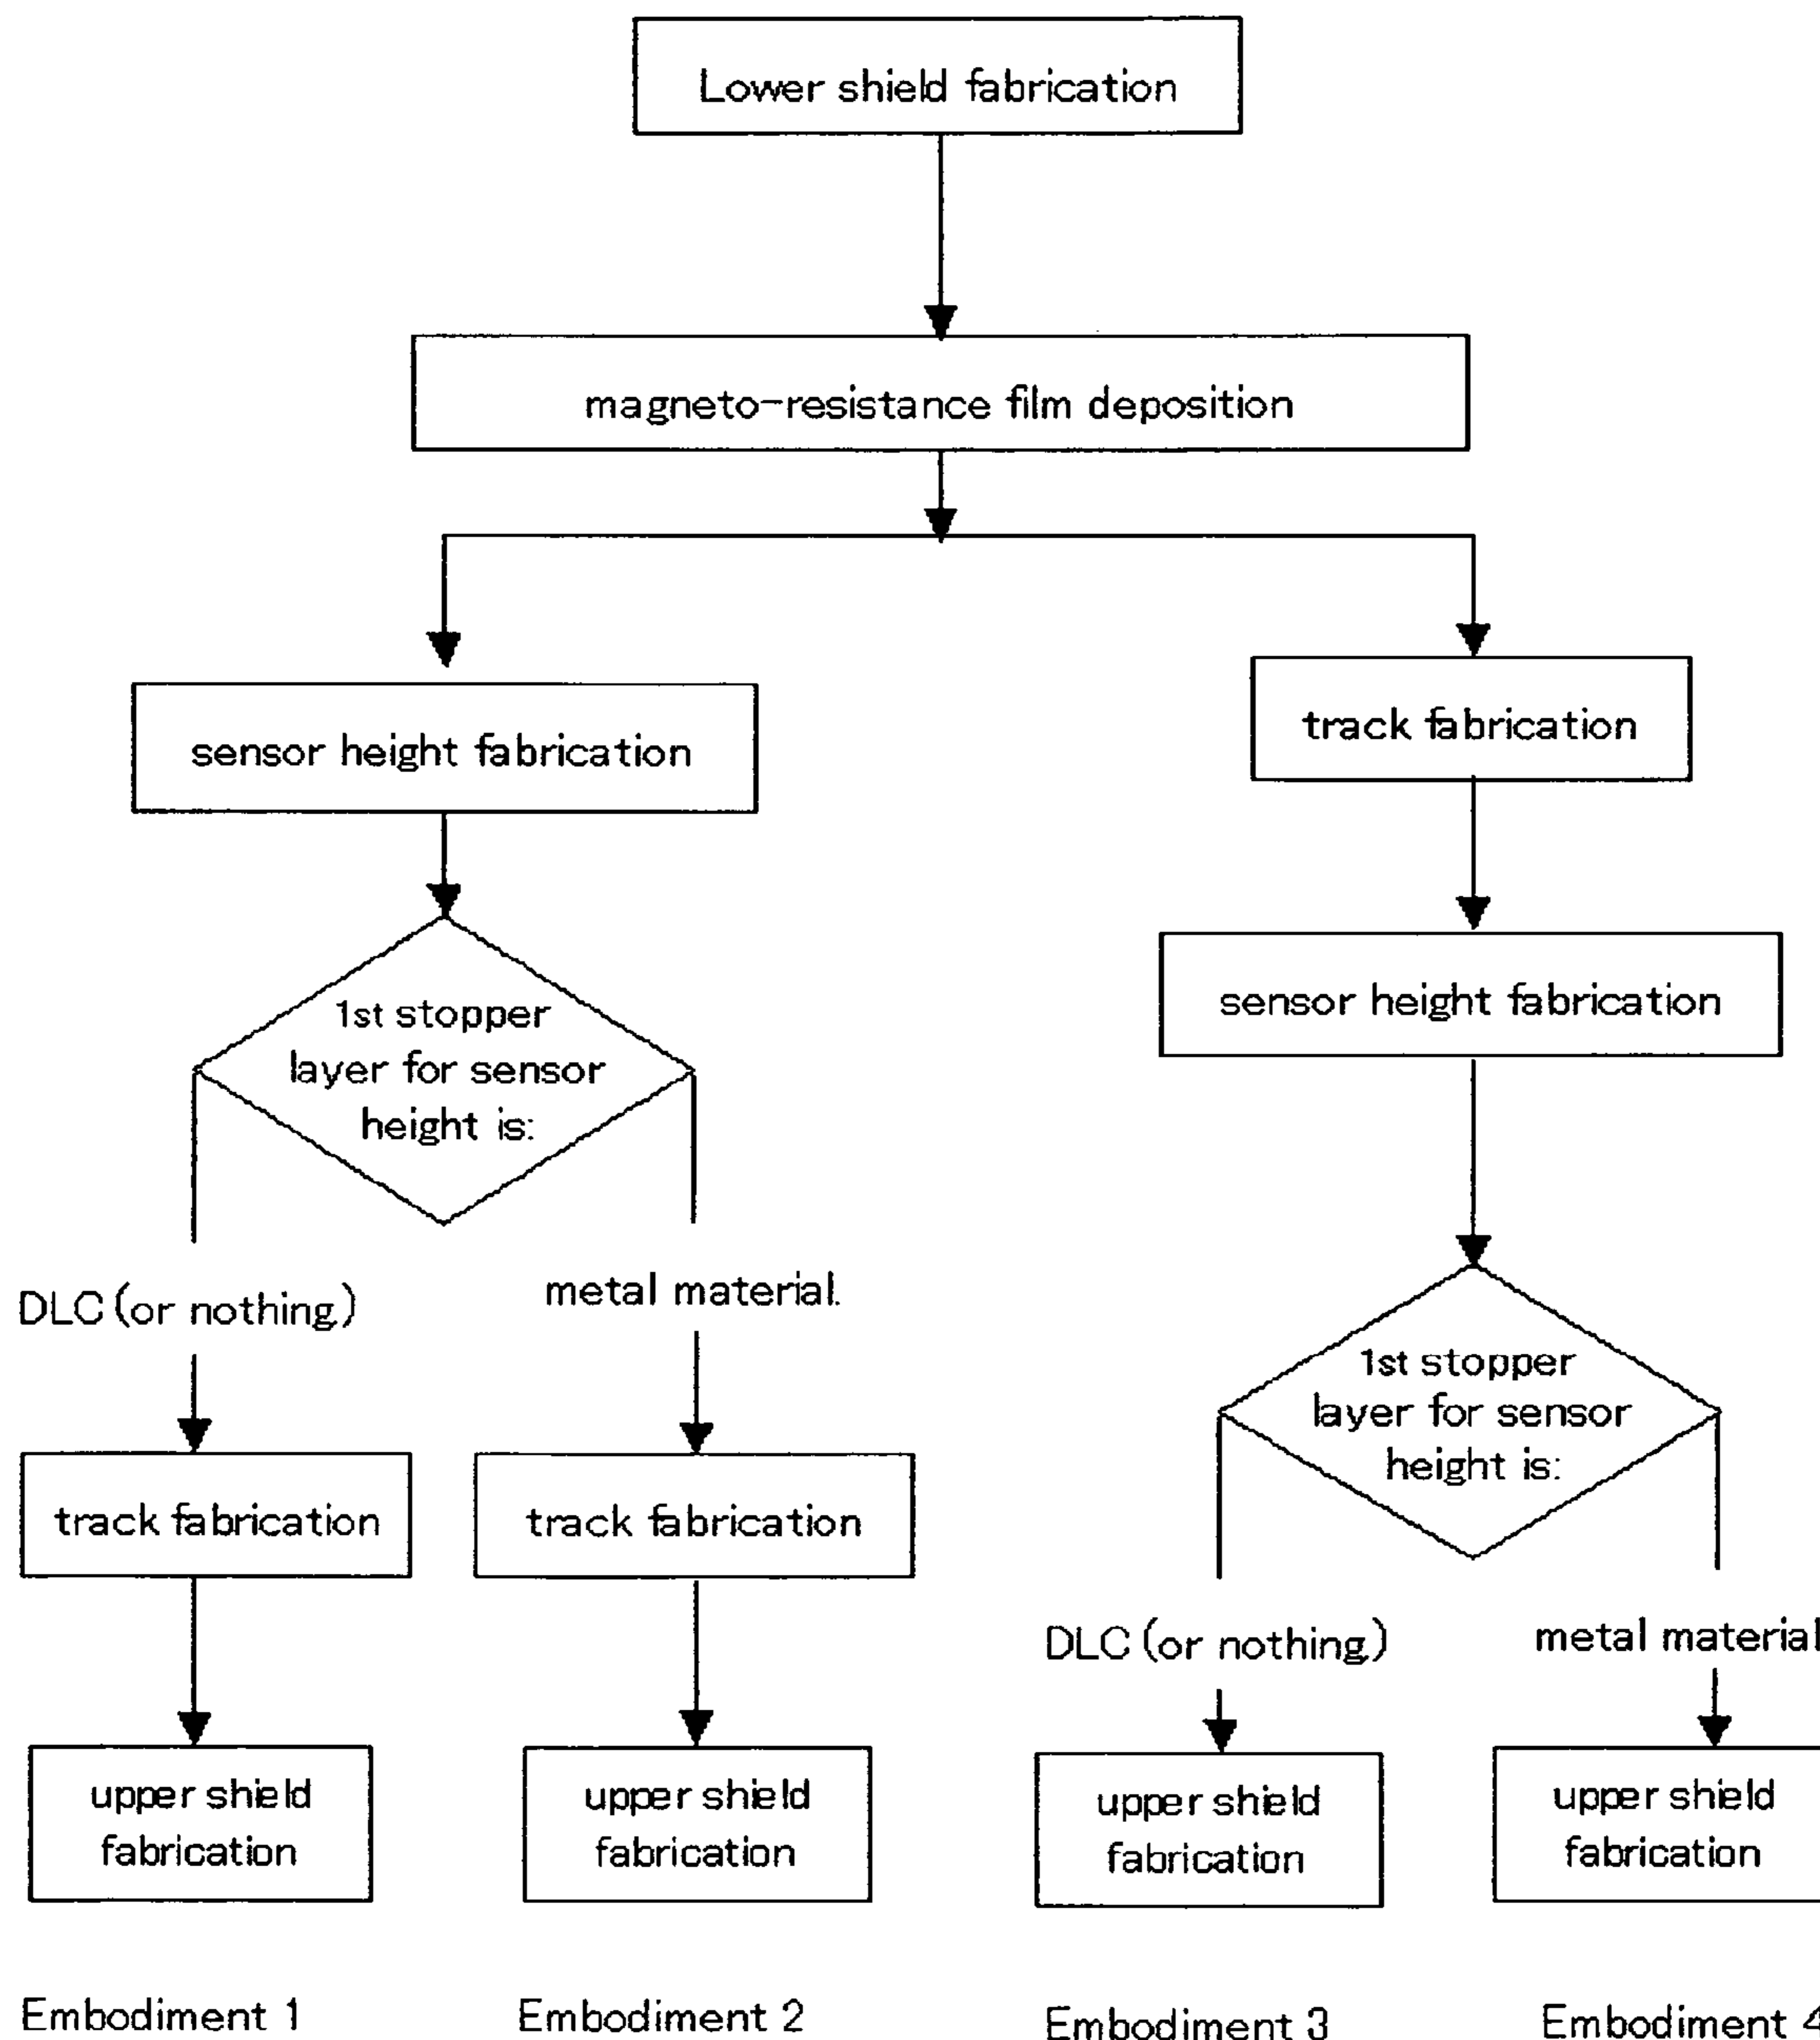 Lower shield fabrication
magneto-resistance film deposition
sensor height fabrication
track fabrication
sensor height fabrication
1st stopper
layer for sensor
height is:
DLC (or nothing.)
metal material.
1st stopper
layer for sensor
height is:
track fabrication
track fabrication
DLC (or nothing.)
metal material
upper shield
fabrication
upper shield
fabrication
upper shield
fabrication
upper shield
fabrication
Embodiment 1
Embodiment 2
Embodiment 3
Embodiment 4